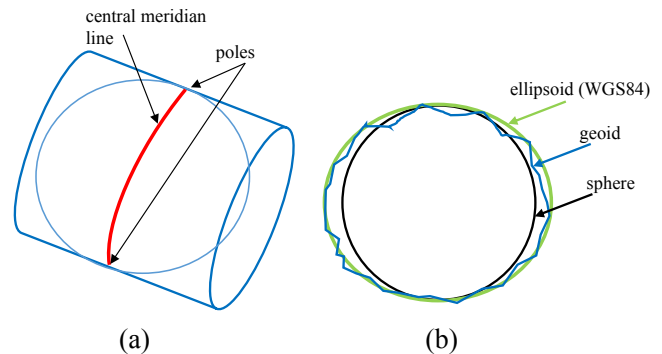 central meridian
line
poles
ellipsoid (WGS84)
geoid
sphere
(a)
(b)